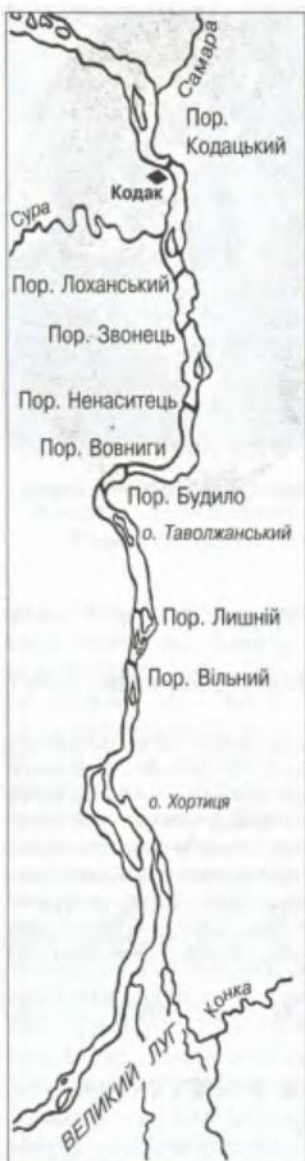 Самара
Пор.
Кодацький
Кодак
Сура
Пор. Лоханський
Пор. Звонець
Пор. Ненаситець
Пор. Вовниги
Пор. Будило
о. Таволжанський
Пор. Лишній
Пор. Вільний
о. Хортиця
Конка
ВЕЛИКИЙ ЛУГ